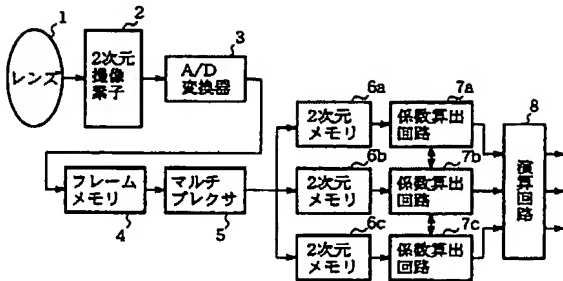 1
レンズ
2
2次元
撮像
素子
3
A/D
変換器
フレーム
メモリ
4
マルチ
プレクサ
5
6a
2次元
メモリ
7a
係数算出
回路
6b
2次元
メモリ
7b
係数算出
回路
6c
2次元
メモリ
7c
係数算出
回路
8
演算回路